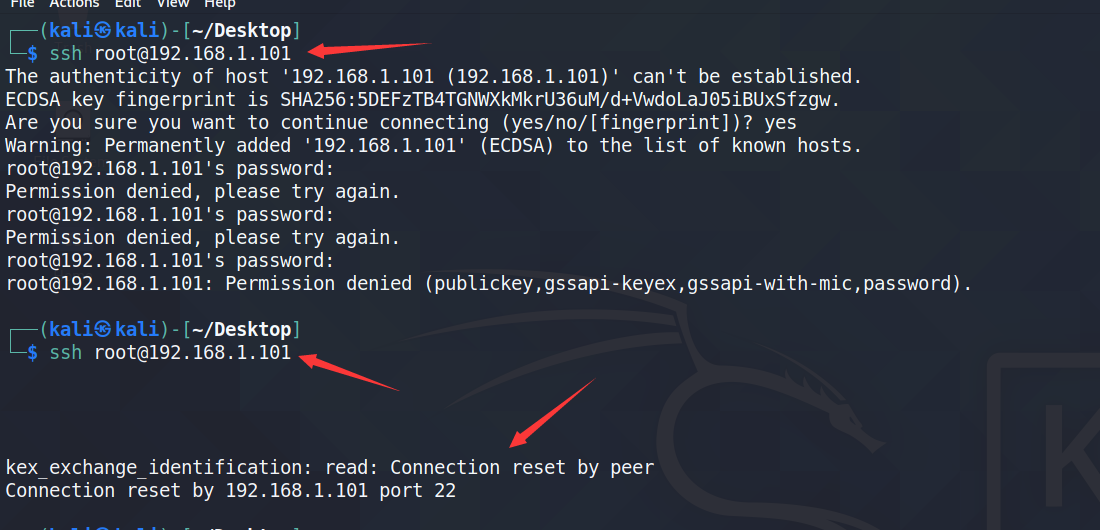 File Actions Edit View Help
┌──(kali㉿kali)-[~/Desktop]
└─$ ssh root@192.168.1.101
The authenticity of host '192.168.1.101 (192.168.1.101)' can't be established.
ECDSA key fingerprint is SHA256:5DEFzTB4TGNWXkMkrU36uM/d+VwdoLaJ05iBUxSfzgw.
Are you sure you want to continue connecting (yes/no/[fingerprint])? yes
Warning: Permanently added '192.168.1.101' (ECDSA) to the list of known hosts.
root@192.168.1.101's password:
Permission denied, please try again.
root@192.168.1.101's password:
Permission denied, please try again.
root@192.168.1.101's password:
root@192.168.1.101: Permission denied (publickey,gssapi-keyex,gssapi-with-mic,password).
┌──(kali㉿kali)-[~/Desktop]
└─$ ssh root@192.168.1.101
kex_exchange_identification: read: Connection reset by peer
Connection reset by 192.168.1.101 port 22